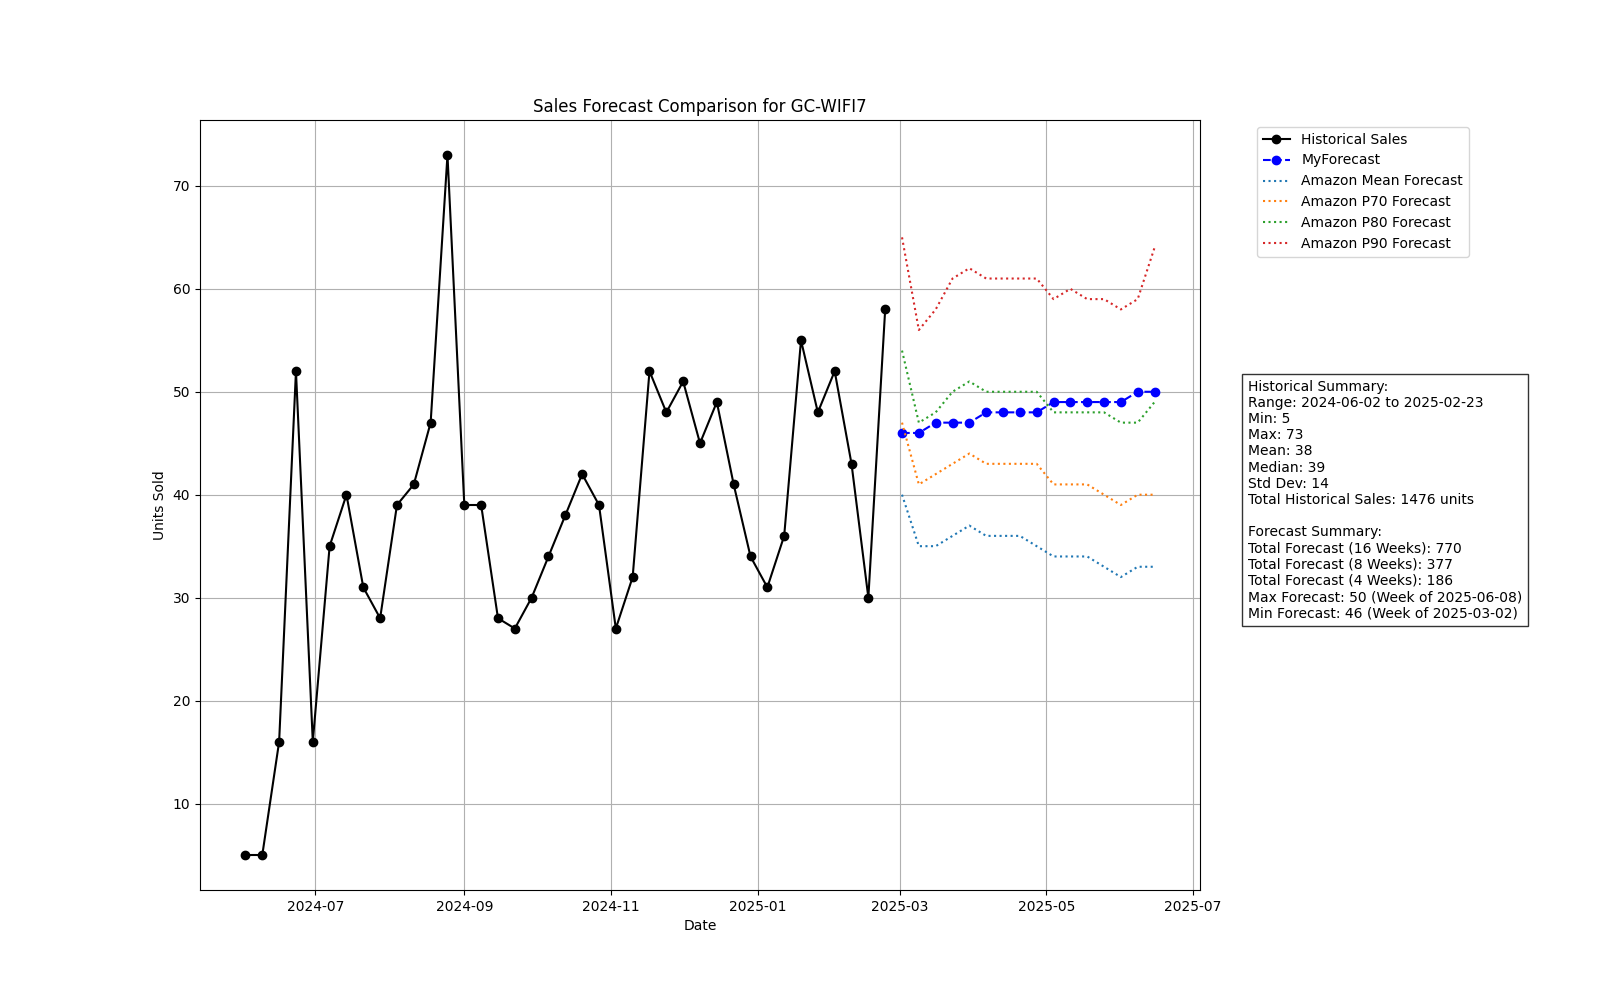 Sales Forecast Comparison for GC-WIFI7
Historical Sales
MyForecast
Amazon Mean Forecast
Amazon P70 Forecast
Amazon P80 Forecast
Amazon P90 Forecast
Units Sold
70
60
50
40
30
20
10
2024-07
2024-09
2024-11
2025-01
2025-03
2025-05
2025-07
Date
Historical Summary:
Range: 2024-06-02 to 2025-02-23
Min: 5
Max: 73
Mean: 38
Median: 39
Std Dev: 14
Total Historical Sales: 1476 units
Forecast Summary:
Total Forecast (16 Weeks): 770
Total Forecast (8 Weeks): 377
Total Forecast (4 Weeks): 186
Max Forecast: 50 (Week of 2025-06-08)
Min Forecast: 46 (Week of 2025-03-02)